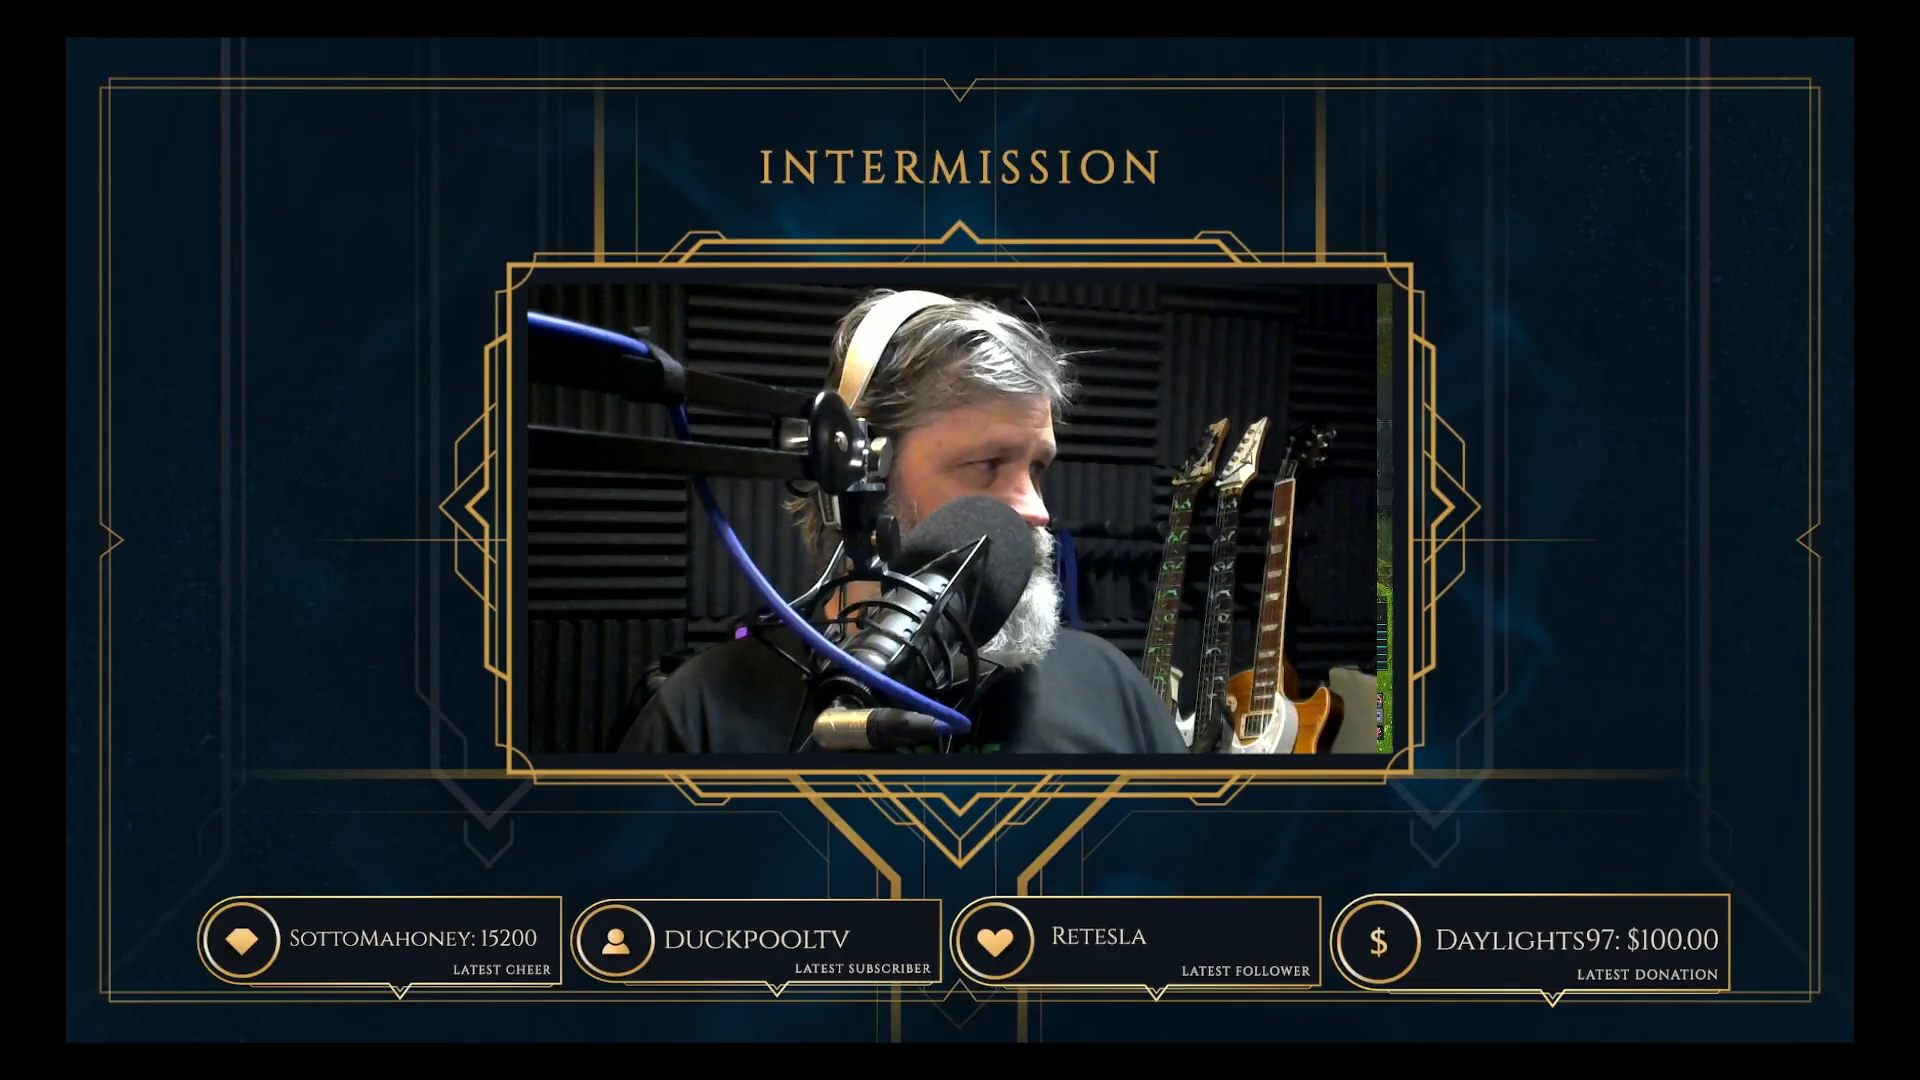 INTERMISSION
SottoMahoney: 15200
LATEST CHEER
DUCKPOOLTV
LATEST SUBSCRIBER
Retesla
LATEST FOLLOWER
Daylights97: $100.00
LATEST DONATION